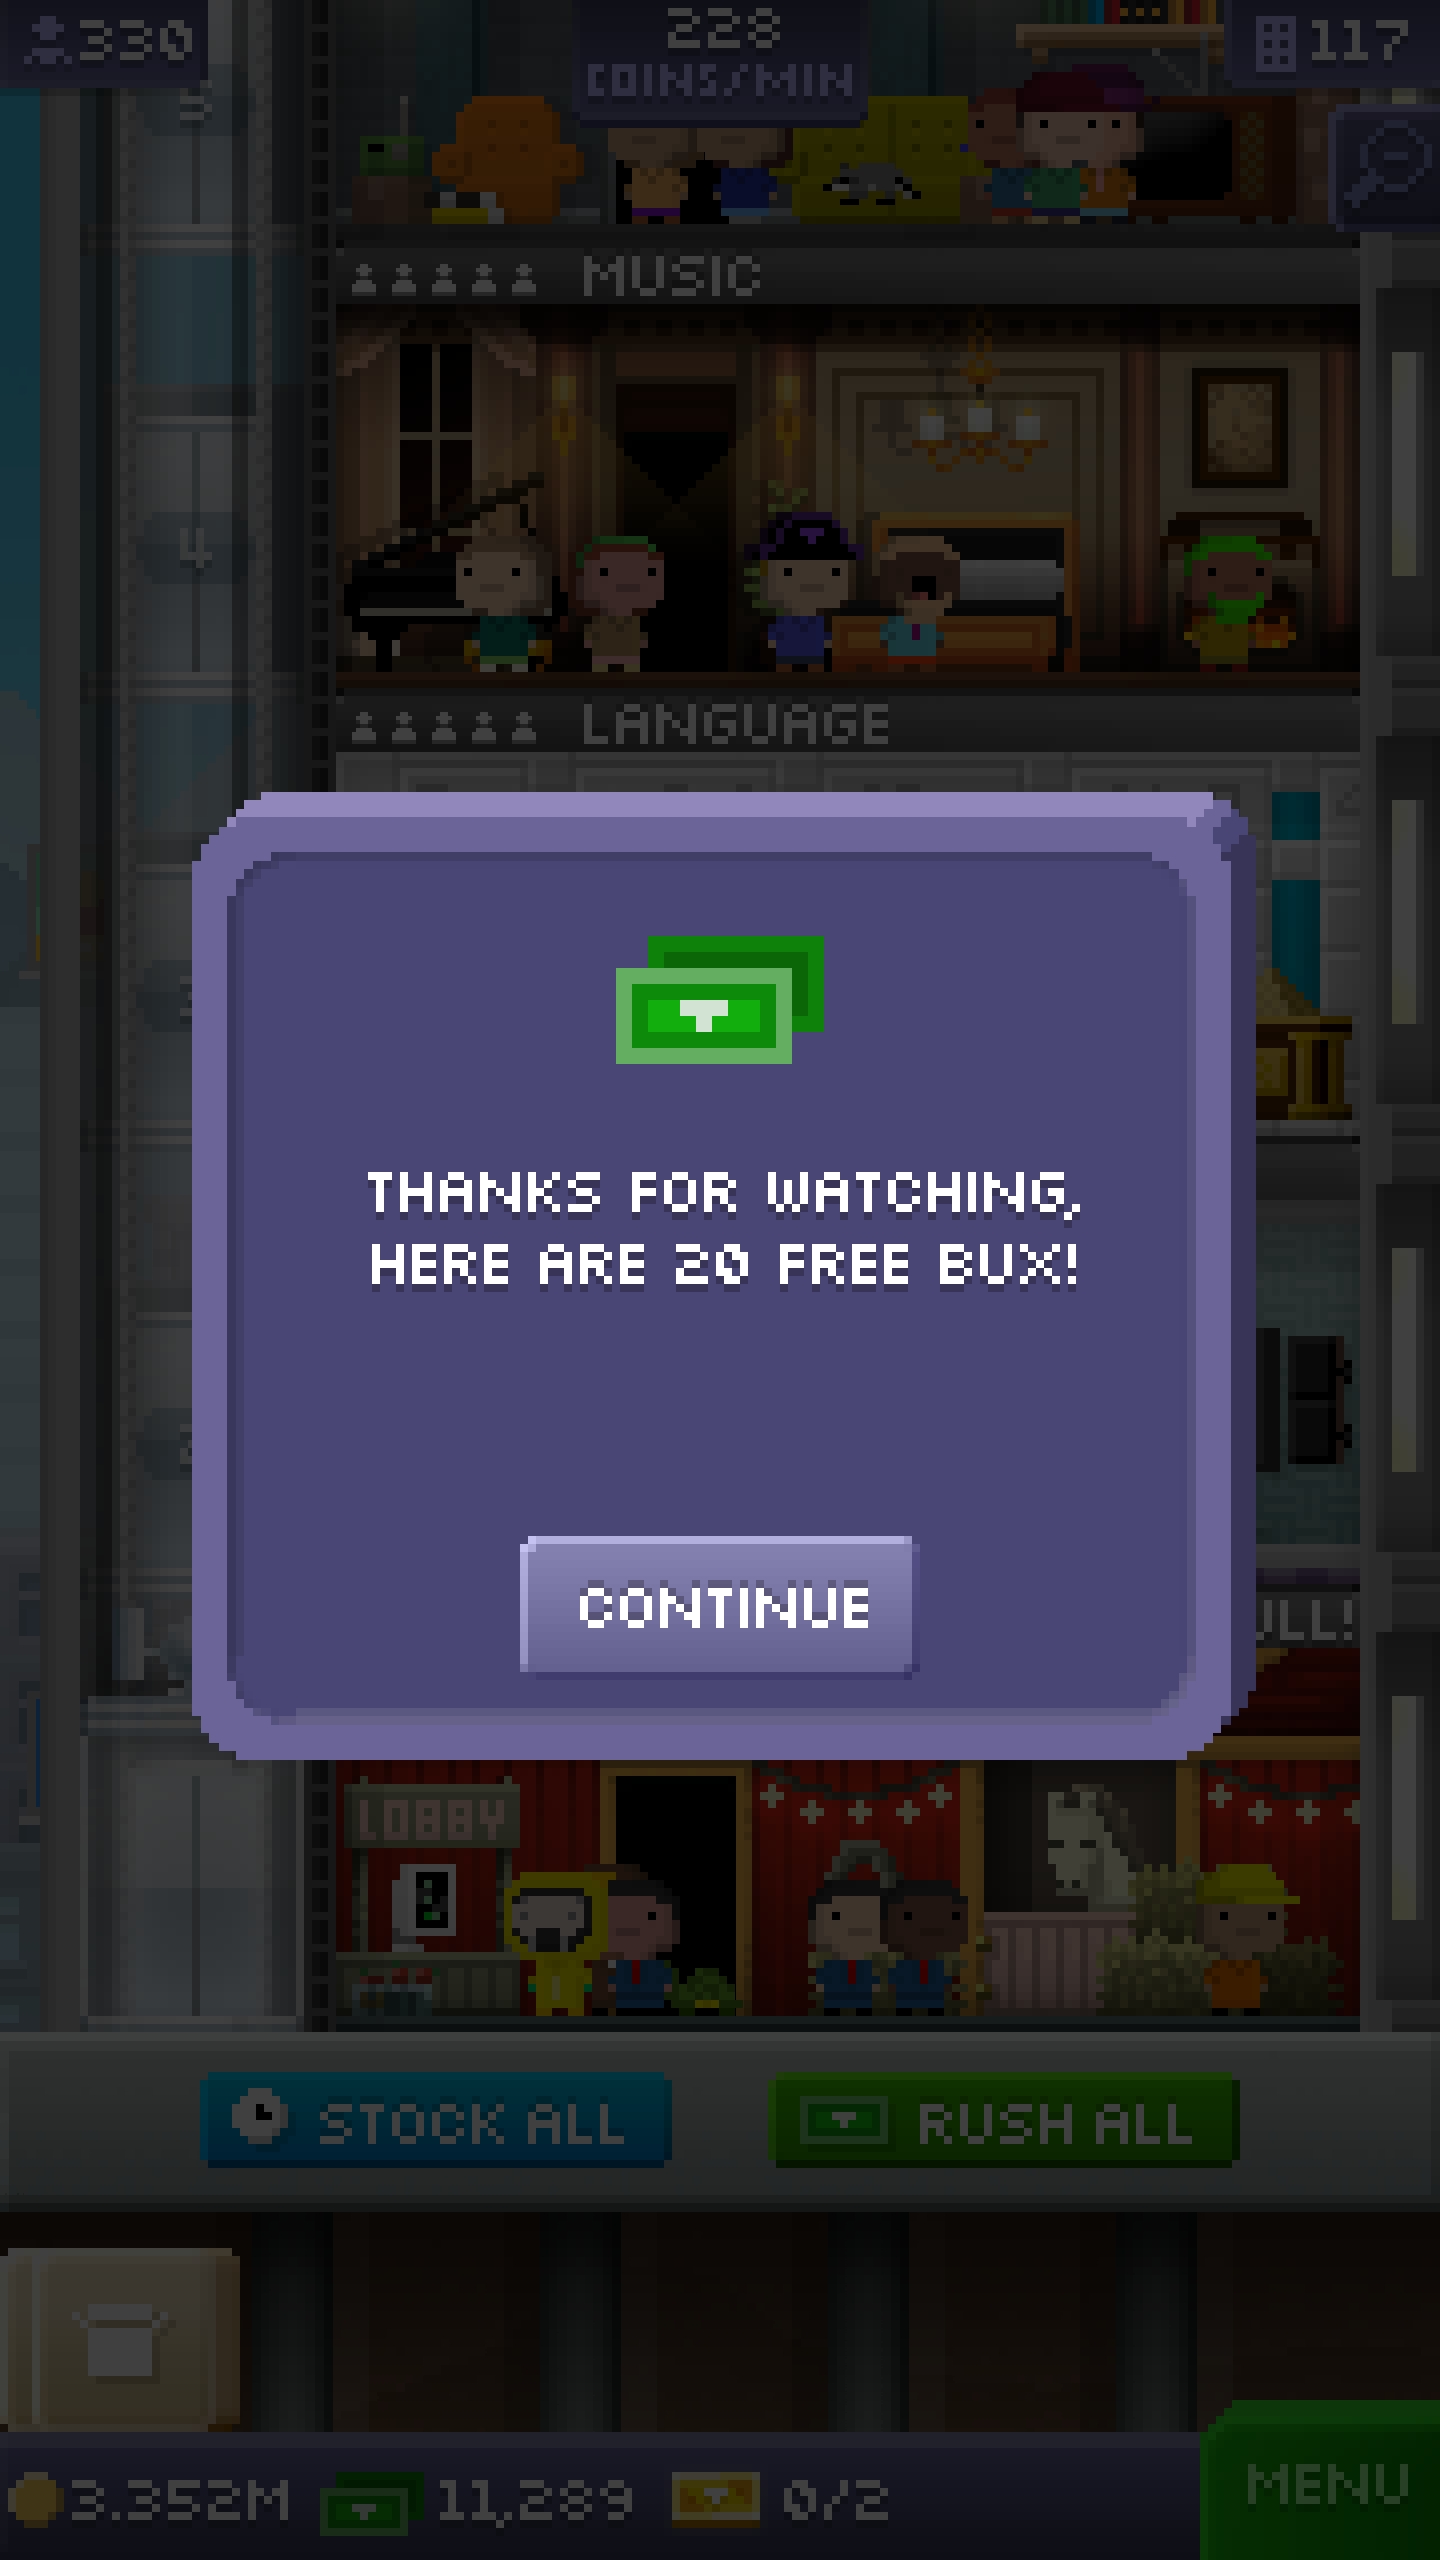 330
228
COINS/MIN
117
5
MUSIC
4
LANGUAGE
THANKS FOR WATCHING,
HERE ARE 20 FREE BUX!
CONTINUE
LOBBY
STOCK ALL
RUSH ALL
3.352M
11,289
0/2
MENU